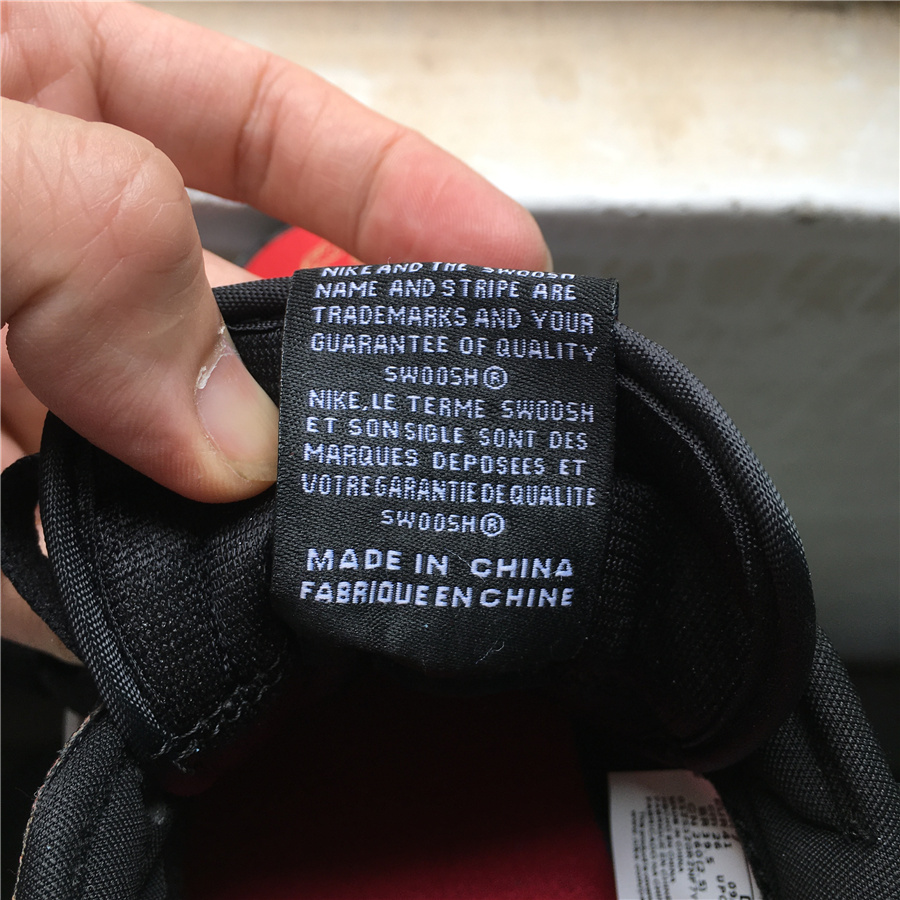 NIKE AND THE SWOOSH
NAME AND STRIPE ARE
TRADEMARKS AND YOUR
GUARANTEE OF QUALITY
SWOOSH®
NIKE, LE TERME SWOOSH
ET SON SIGLE SONT DES
MARQUES DEPOSEES ET
VOTRE GARANTIE DE QUALITE
SWOOSH®
MADE IN CHINA
FABRIQUE EN CHINE